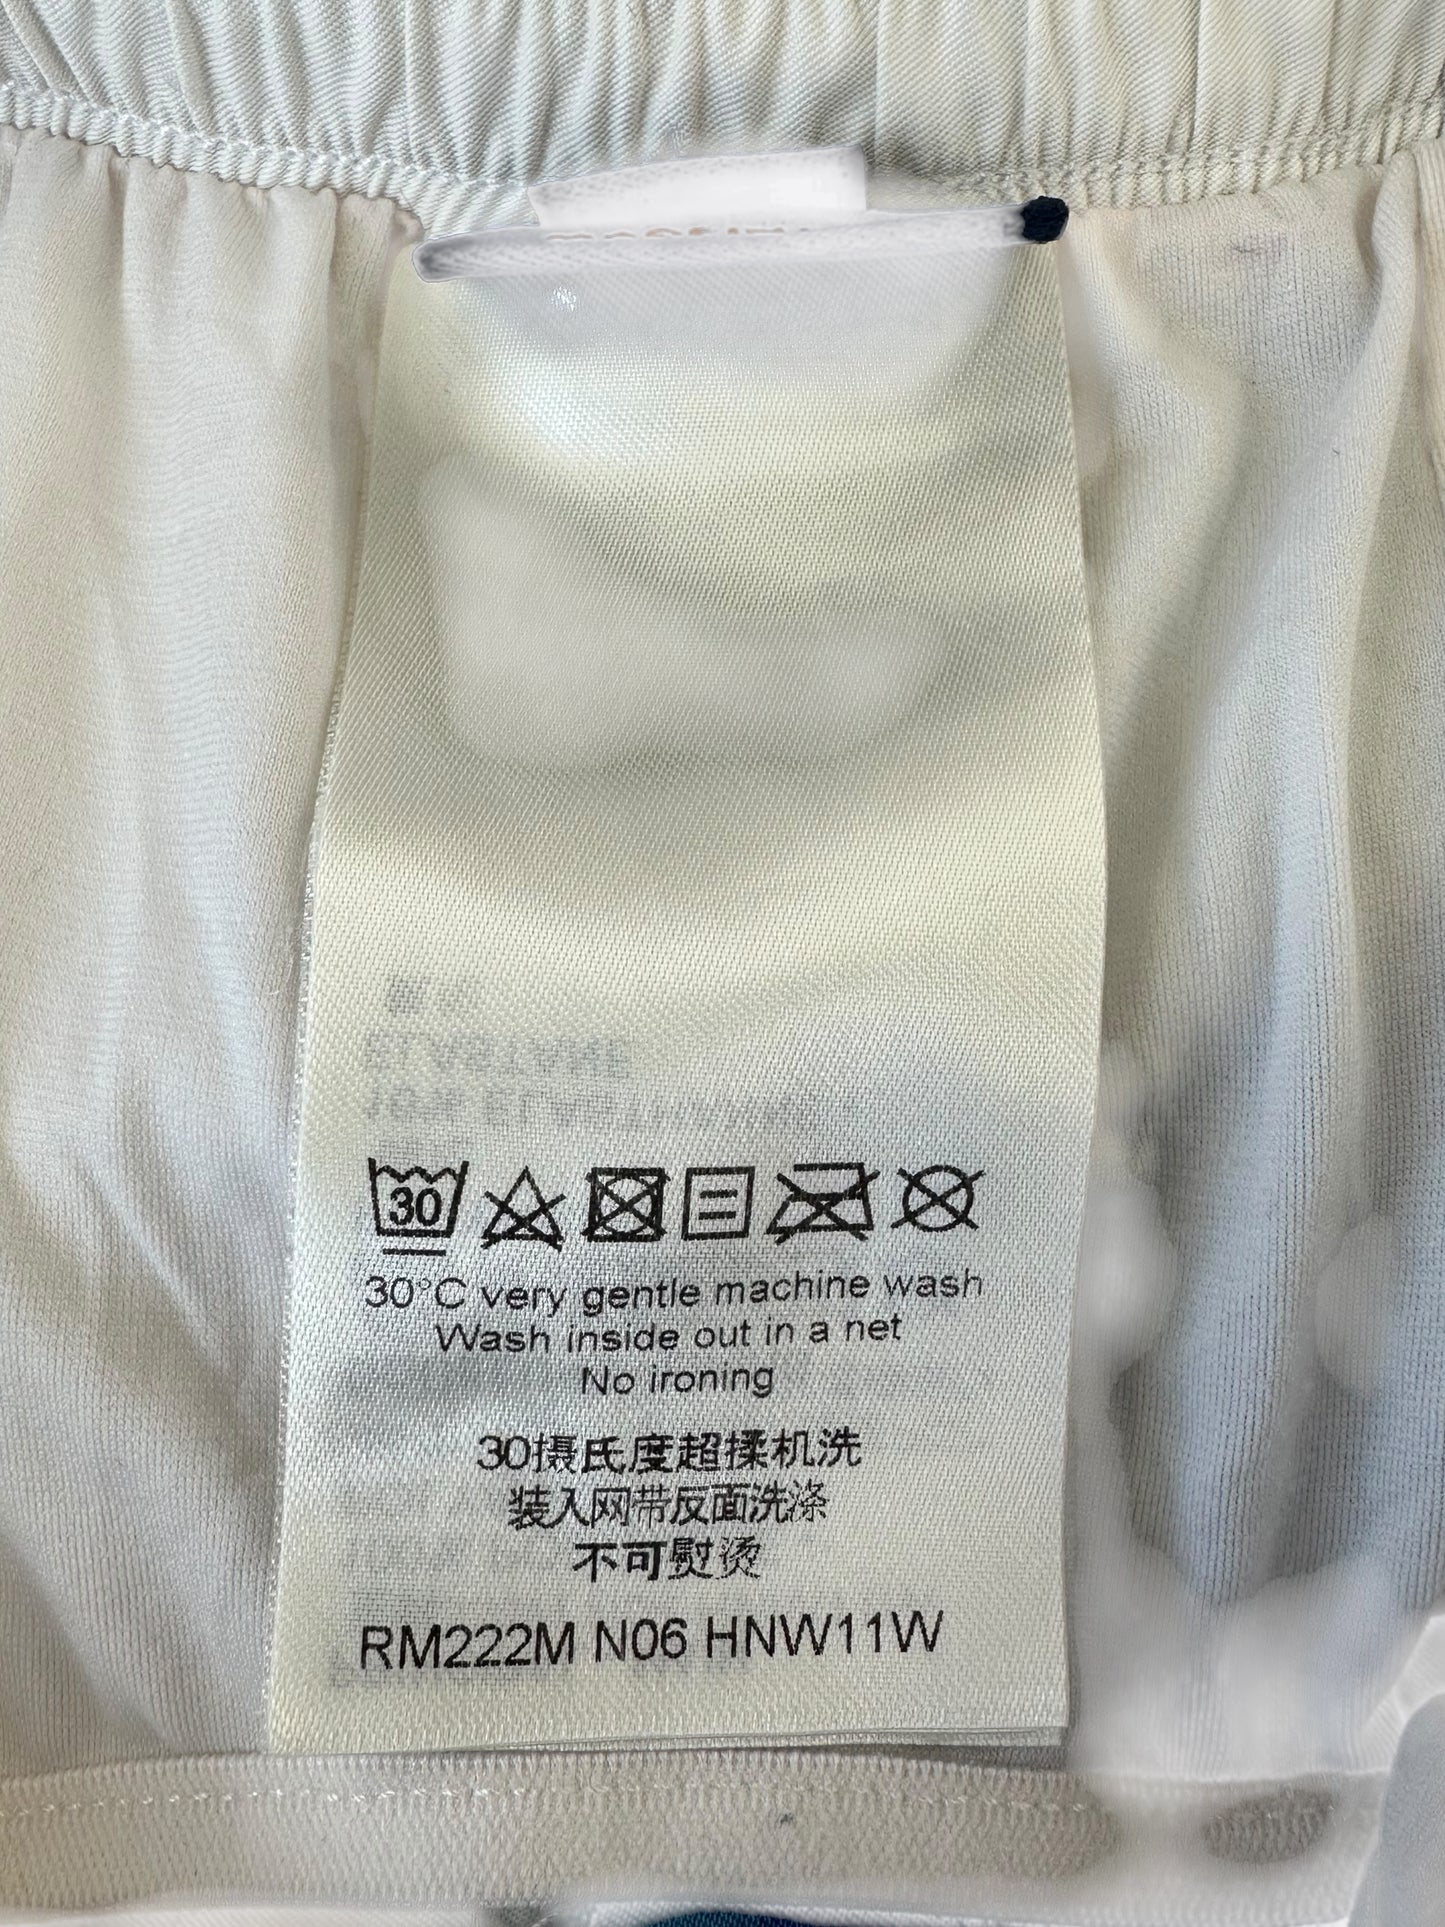 30
30°C very gentle machine wash
Wash inside out in a net
No ironing
30摄氏度超揉机洗
装入网带反面洗涤
不可熨烫
RM222M N06 HNW11W